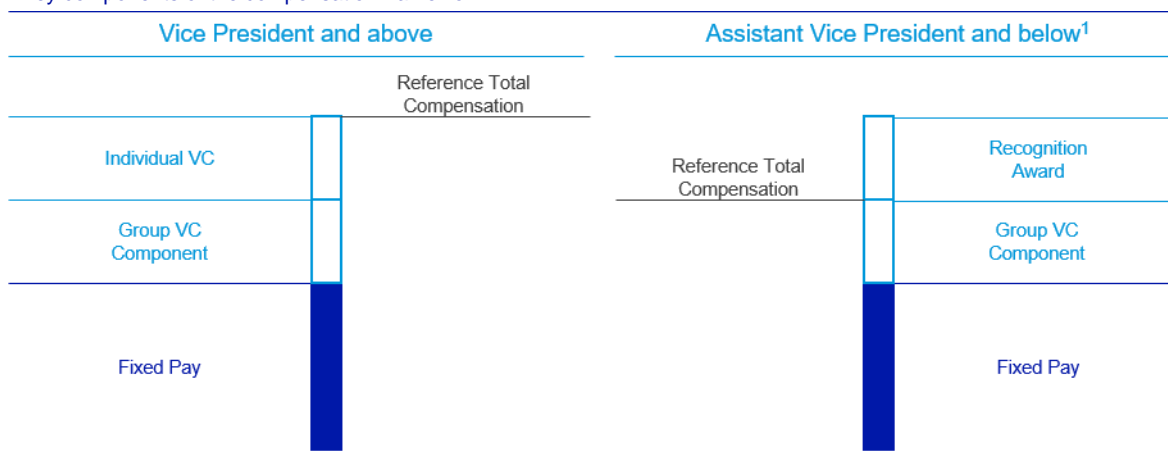 Vice President and above
Assistant Vice President and below1
Reference Total
Compensation
Individual VC
Recognition
Award
Reference Total
Compensation
Group VC
Component
Group VC
Component
Fixed Pay
Fixed Pay